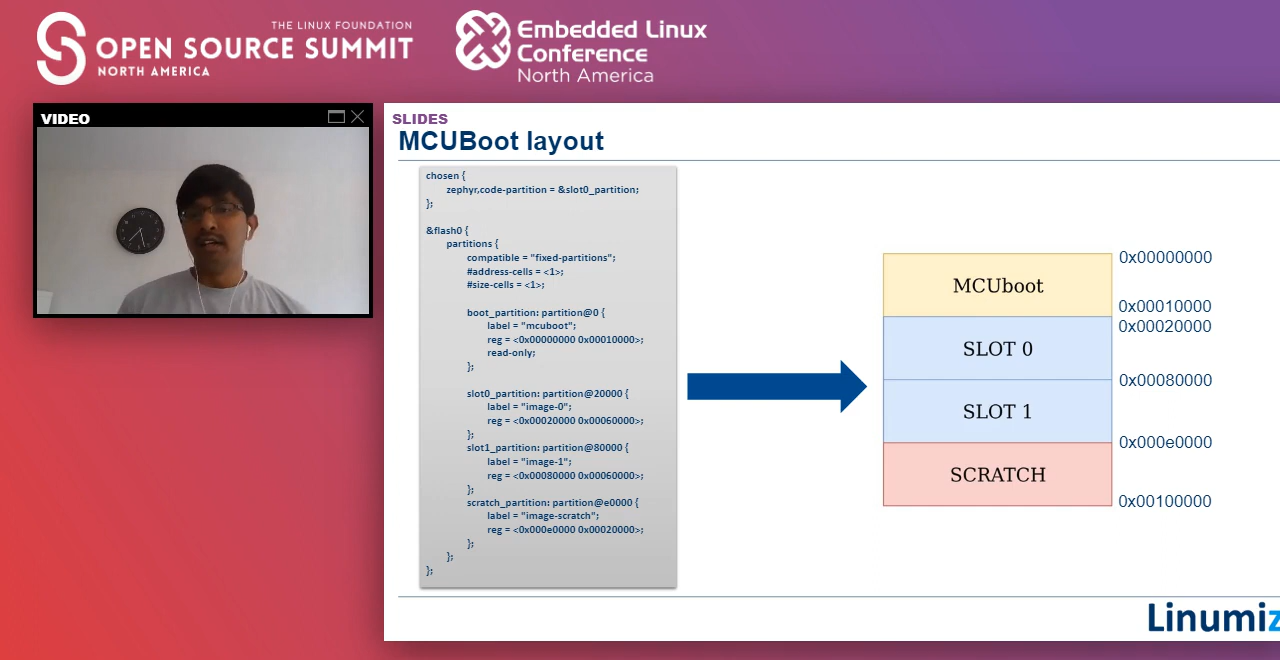 THE LINUX FOUNDATION
OPEN SOURCE SUMMIT
NORTH AMERICA
Embedded Linux
Conference
North America
VIDEO
SLIDES
MCUBoot layout
chosen {
zephyr,code-partition = &slot0_partition;
};
&flash0 {
partitions {
compatible = "fixed-partitions";
#address-cells = <1>;
#size-cells = <1>;
boot_partition: partition@0 {
label = "mcuboot";
reg = <0x00000000 0x00010000>;
read-only;
};
slot0_partition: partition@20000 {
label = "image-0";
reg = <0x00020000 0x00060000>;
};
slot1_partition: partition@80000 {
label = "image-1";
reg = <0x00080000 0x00060000>;
};
scratch_partition: partition@e0000 {
label = "image-scratch";
reg = <0x000e0000 0x00020000>;
};
};
};
MCUboot
SLOT 0
SLOT 1
SCRATCH
0x00000000
0x00010000
0x00020000
0x00080000
0x000e0000
0x00100000
Linumiz